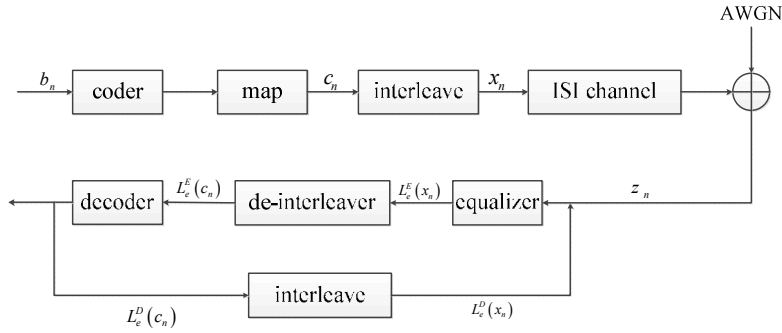 AWGN
b_n coder map c_n interleave x_n ISI channel
decoder L_e^E(c_n) de-interleaver L_e^E(x_n) equalizer z_n
L_e^D(c_n) interleave L_e^D(x_n)